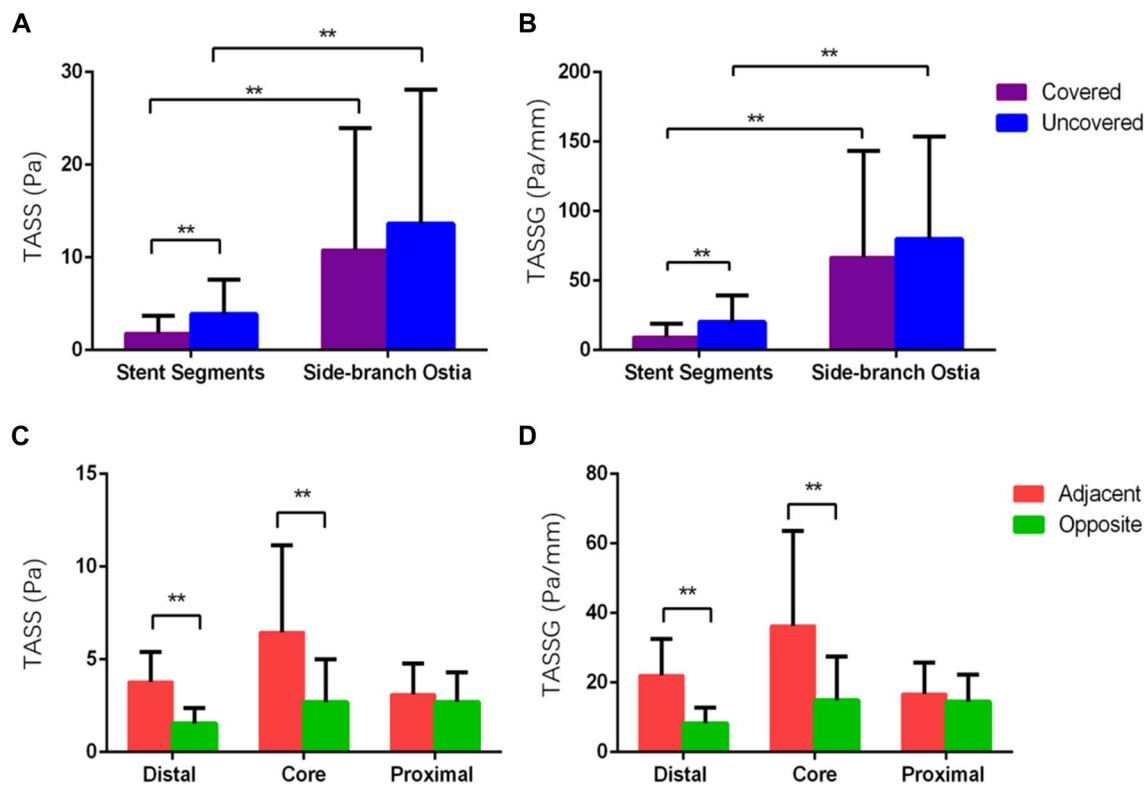 A
B
**
**
30
20
10
0
TASS (Pa)
**
**
Stent Segments
Side-branch Ostia
200
150
100
50
0
TASSG (Pa/mm)
**
**
Stent Segments
Side-branch Ostia
Covered
Uncovered
C
D
15
10
5
0
TASS (Pa)
**
**
Distal
Core
Proximal
80
60
40
20
0
TASSG (Pa/mm)
**
**
Distal
Core
Proximal
Adjacent
Opposite